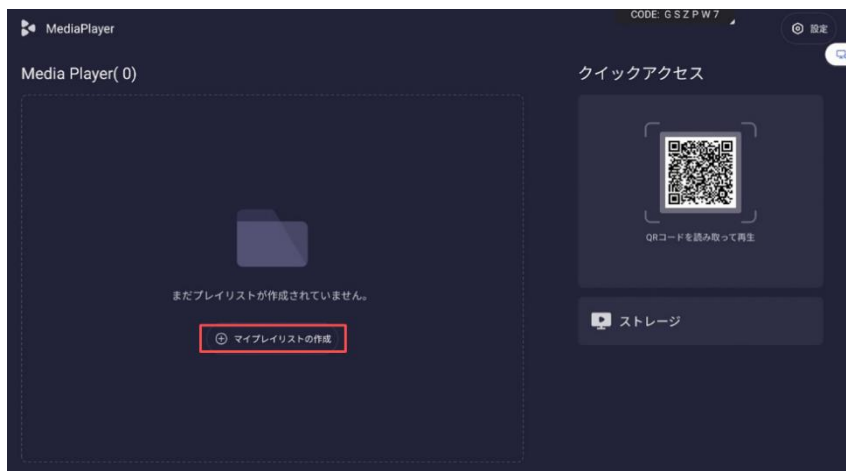 CODE: G S Z P W 7
MediaPlayer
設定
Media Player( 0)
クイックアクセス
QRコードを読み取って再生
まだプレイリストが作成されていません。
マイプレイリストの作成
ストレージ